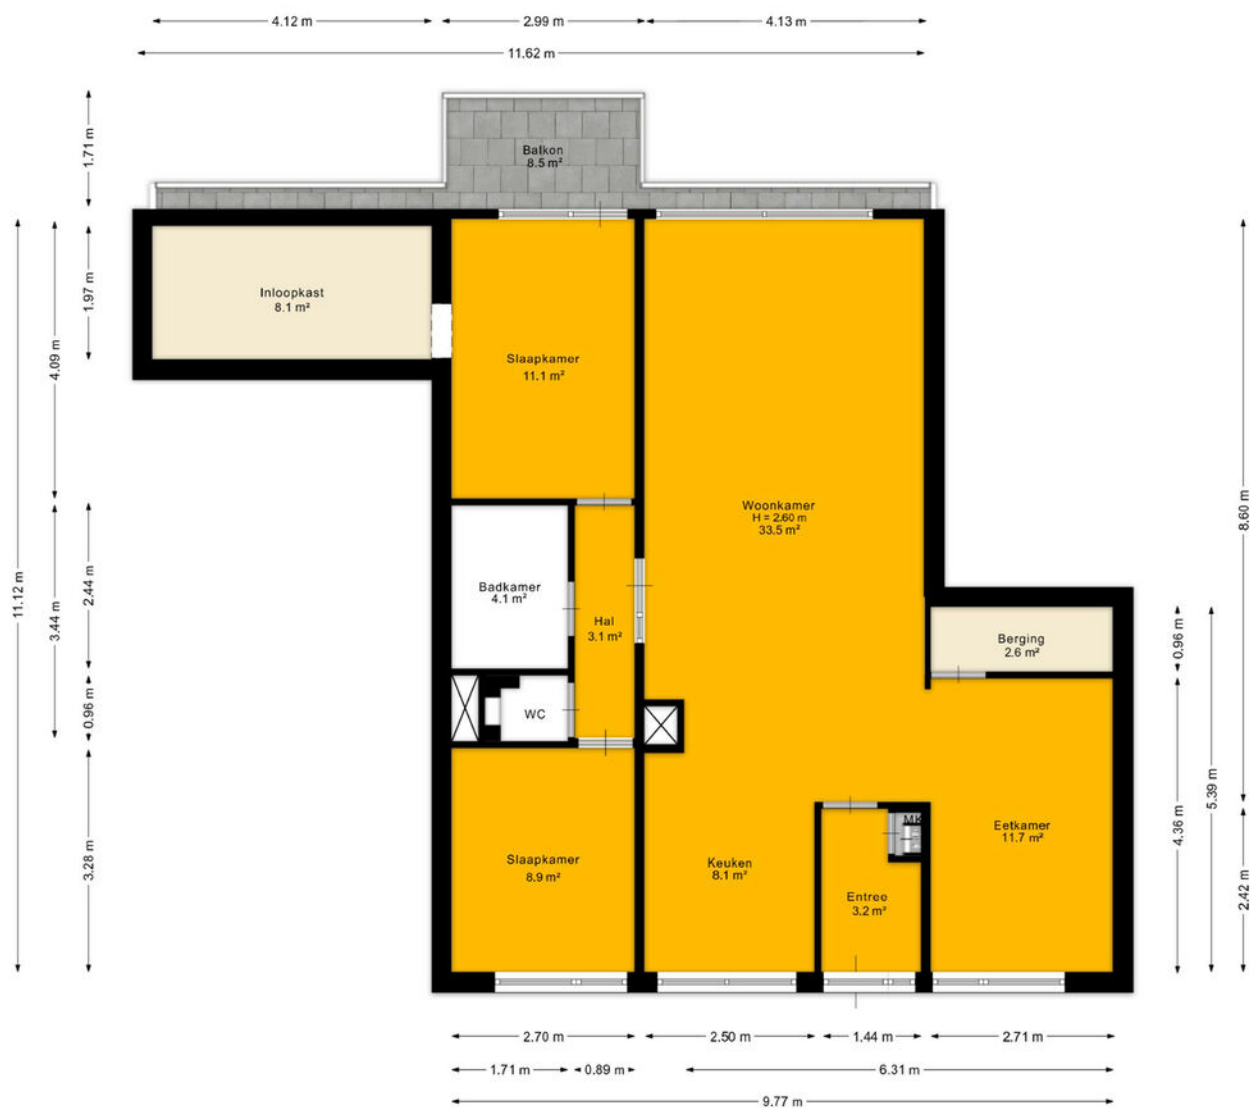 4.12 m
2.99 m
4.13 m
11.62 m
1.71 m
Balkon
8.5 m²
1.97 m
4.09 m
Inloopkast
8.1 m²
Slaapkamer
11.1 m²
Woonkamer
H = 2.60 m
33.5 m²
8.60 m
11.12 m
2.44 m
3.44 m
Badkamer
4.1 m²
Hal
3.1 m²
Berging
2.6 m²
0.96 m
0.96 m
WC
5.39 m
4.36 m
MK
Eetkamer
11.7 m²
3.28 m
Slaapkamer
8.9 m²
Keuken
8.1 m²
Entree
3.2 m²
2.42 m
2.70 m
2.50 m
1.44 m
2.71 m
1.71 m
0.89 m
6.31 m
9.77 m